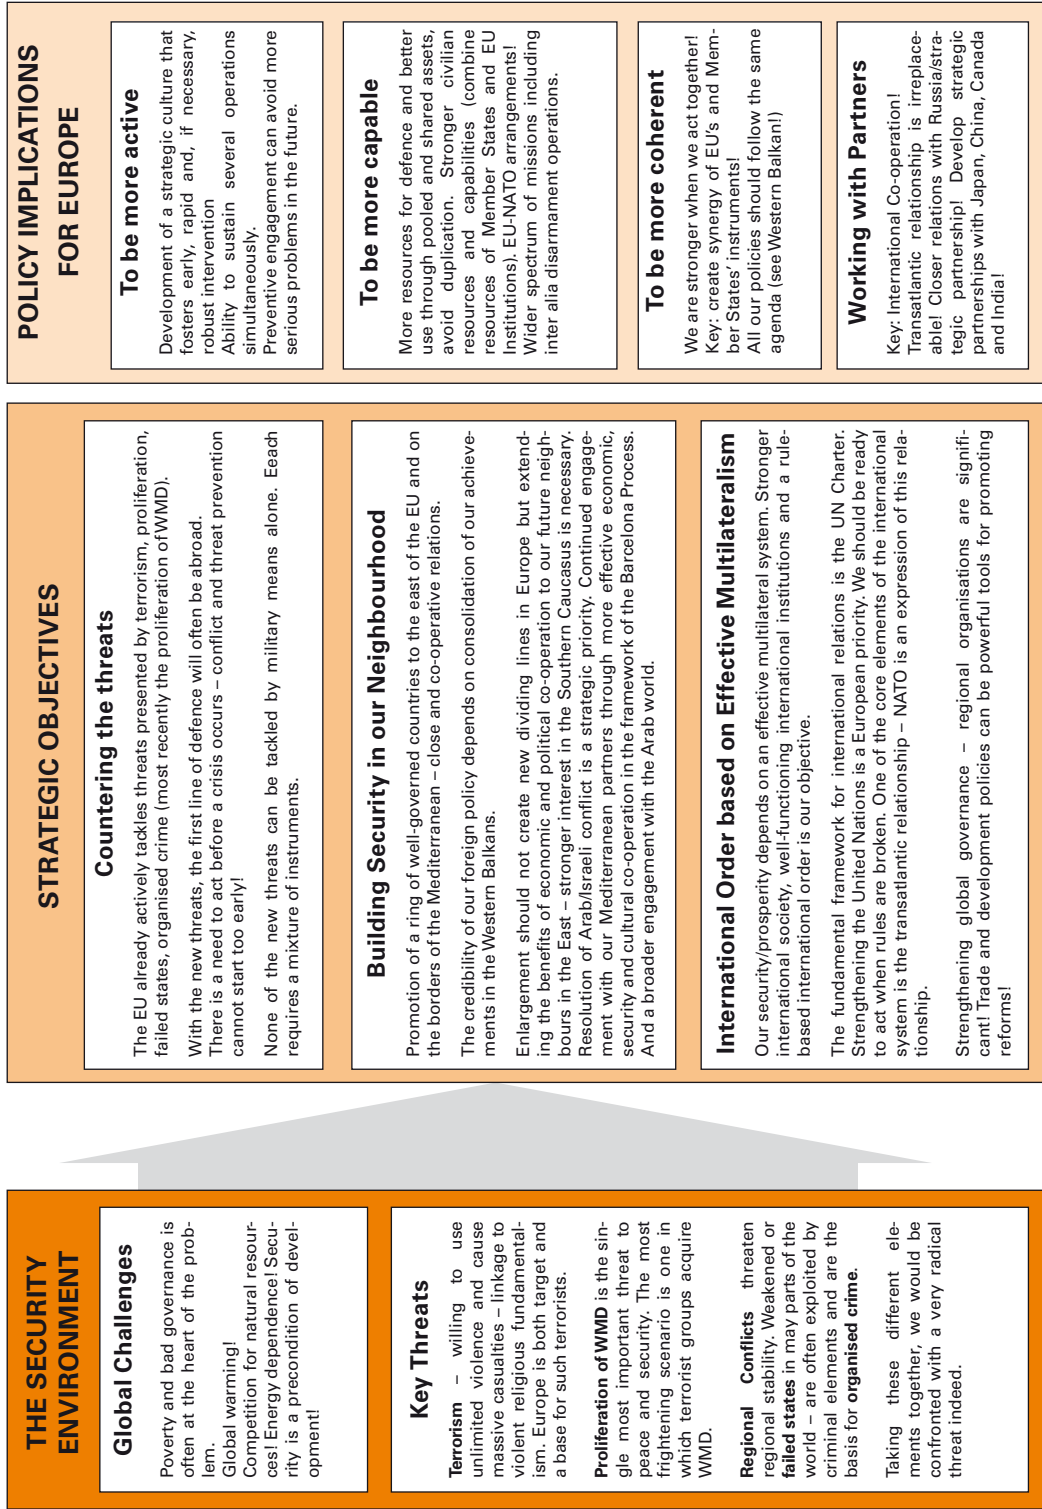 THE SECURITY
ENVIRONMENT
Global Challenges
Poverty and bad governance is
often at the heart of the prob-
lem.
Global warming!
Competition for natural resour-
ces! Energy dependence! Secu-
rity is a precondition of devel-
opment!
Key Threats
Terrorism – willing to use
unlimited violence and cause
massive casualties – linkage to
violent religious fundamental-
ism. Europe is both target and
a base for such terrorists.
Proliferation of WMD is the sin-
gle most important threat to
peace and security. The most
frightening scenario is one in
which terrorist groups acquire
WMD.
Regional Conflicts threaten
regional stability. Weakened or
failed states in may parts of the
world – are often exploited by
criminal elements and are the
basis for organised crime.
Taking these different ele-
ments together, we would be
confronted with a very radical
threat indeed.
STRATEGIC OBJECTIVES
Countering the threats
The EU already actively tackles threats presented by terrorism, proliferation,
failed states, organised crime (most recently the proliferation of WMD).
With the new threats, the first line of defence will often be abroad.
There is a need to act before a crisis occurs – conflict and threat prevention
cannot start too early!
None of the new threats can be tackled by military means alone. Eeach
requires a mixture of instruments.
Building Security in our Neighbourhood
Promotion of a ring of well-governed countries to the east of the EU and on
the borders of the Mediterranean – close and co-operative relations.
The credibility of our foreign policy depends on consolidation of our achieve-
ments in the Western Balkans.
Enlargement should not create new dividing lines in Europe but extend-
ing the benefits of economic and political co-operation to our future neigh-
bours in the East – stronger interest in the Southern Caucasus is necessary.
Resolution of Arab/Israeli conflict is a strategic priority. Continued engage-
ment with our Mediterranean partners through more effective economic,
security and cultural co-operation in the framework of the Barcelona Process.
And a broader engagement with the Arab world.
International Order based on Effective Multilateralism
Our security/prosperity depends on an effective multilateral system. Stronger
international society, well-functioning international institutions and a rule-
based international order is our objective.
The fundamental framework for international relations is the UN Charter.
Strengthening the United Nations is a European priority. We should be ready
to act when rules are broken. One of the core elements of the international
system is the transatlantic relationship – NATO is an expression of this rela-
tionship.
Strengthening global governance – regional organisations are signifi-
cant! Trade and development policies can be powerful tools for promoting
reforms!
POLICY IMPLICATIONS
FOR EUROPE
To be more active
Development of a strategic culture that
fosters early, rapid and, if necessary,
robust intervention
Ability to sustain several operations
simultaneously.
Preventive engagement can avoid more
serious problems in the future.
To be more capable
More resources for defence and better
use through pooled and shared assets,
avoid duplication. Stronger civilian
resources and capabilities (combine
resources of Member States and EU
Institutions). EU-NATO arrangements!
Wider spectrum of missions including
inter alia disarmament operations.
To be more coherent
We are stronger when we act together!
Key: create synergy of EU's and Mem-
ber States' instruments!
All our policies should follow the same
agenda (see Western Balkan!)
Working with Partners
Key: International Co-operation!
Transatlantic relationship is irreplace-
able! Closer relations with Russia/stra-
tegic partnership! Develop strategic
partnerships with Japan, China, Canada
and India!